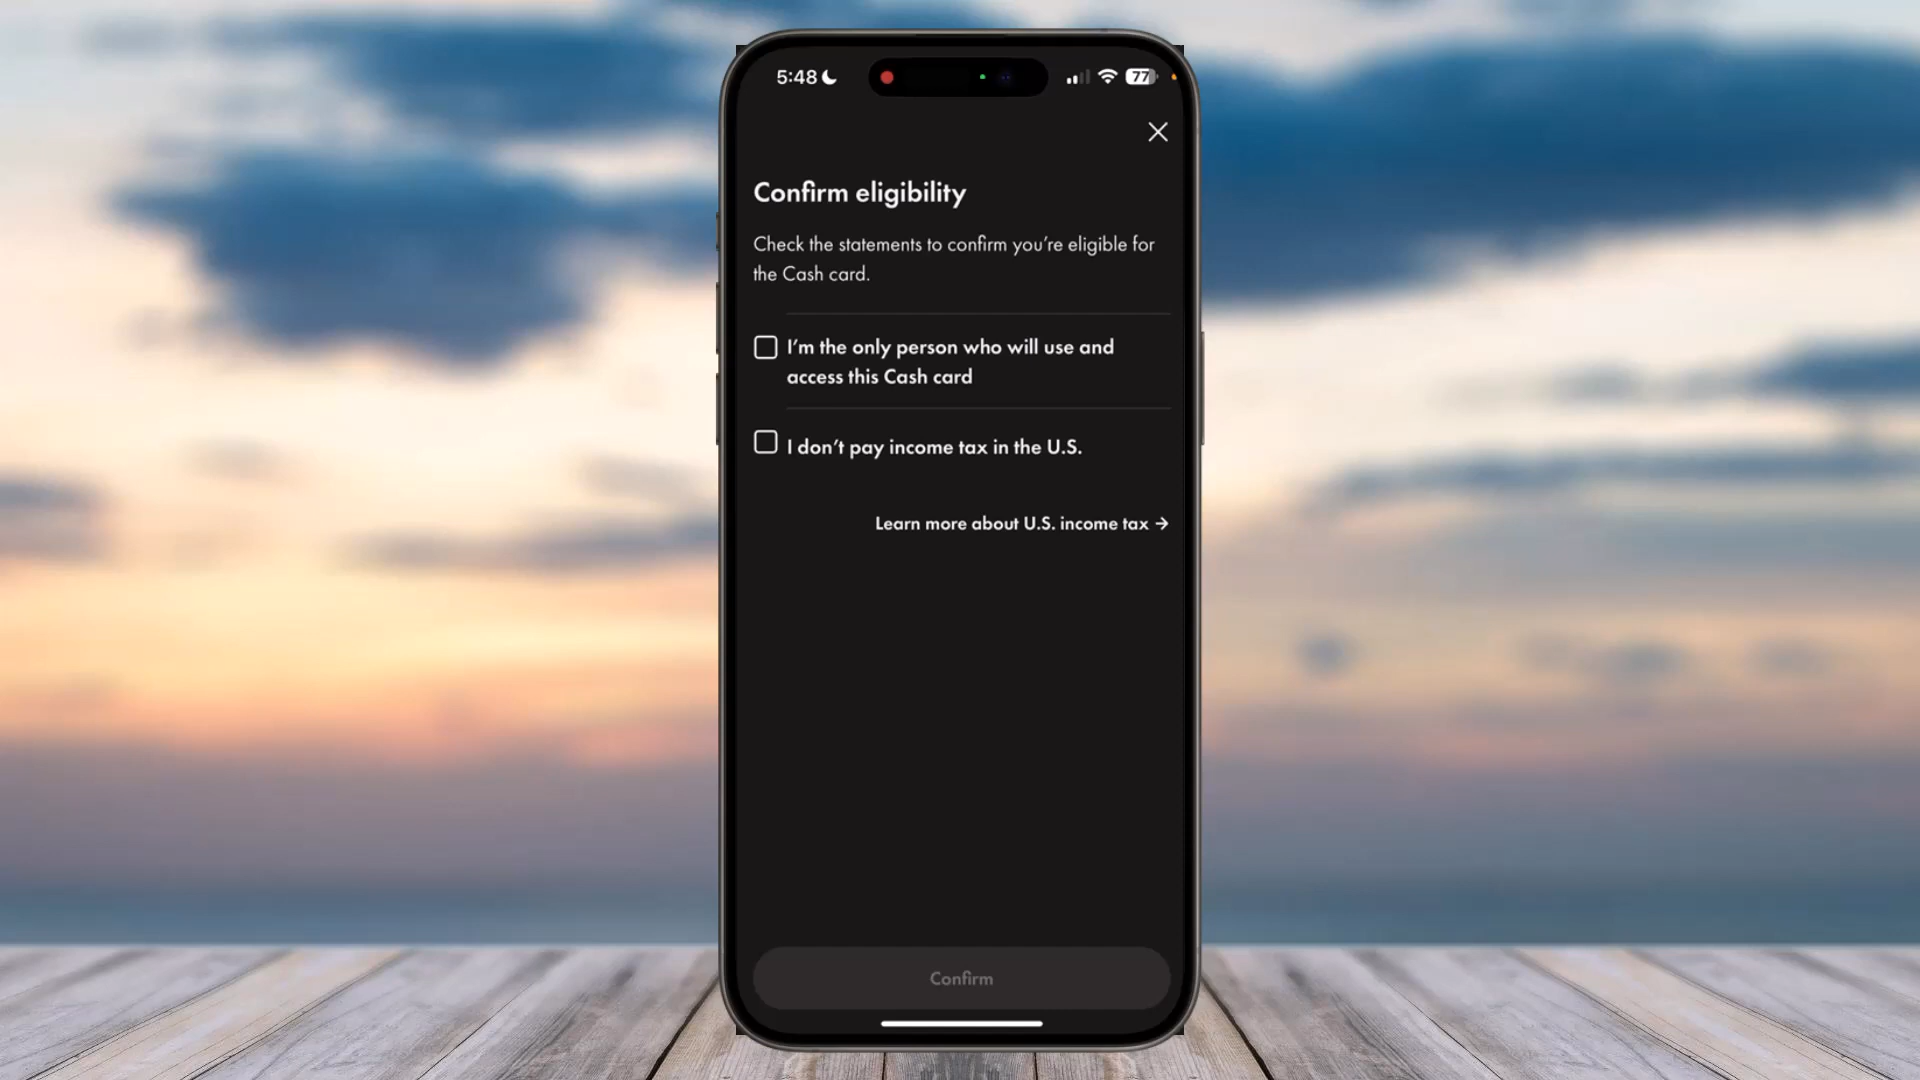 5:48
77
Confirm eligibility
Check the statements to confirm you’re eligible for
the Cash card.
I’m the only person who will use and
access this Cash card
I don’t pay income tax in the U.S.
Learn more about U.S. income tax →
Confirm